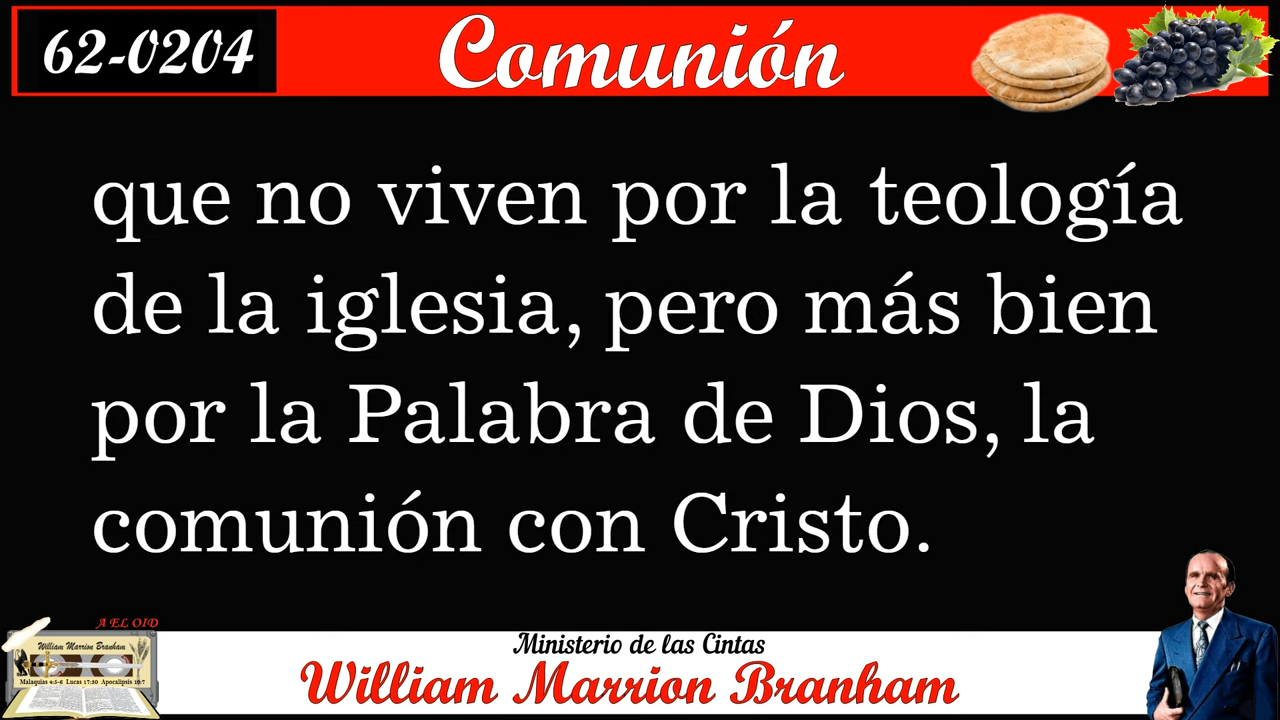 62-0204
Comunión
que no viven por la teología
de la iglesia, pero más bien
por la Palabra de Dios, la
comunión con Cristo.
A EL OID
William Marrion Branham
Malaquias 4:5-6 Lucas 17:30 Apocalipsis 10:7
Ministerio de las Cintas
William Marrion Branham